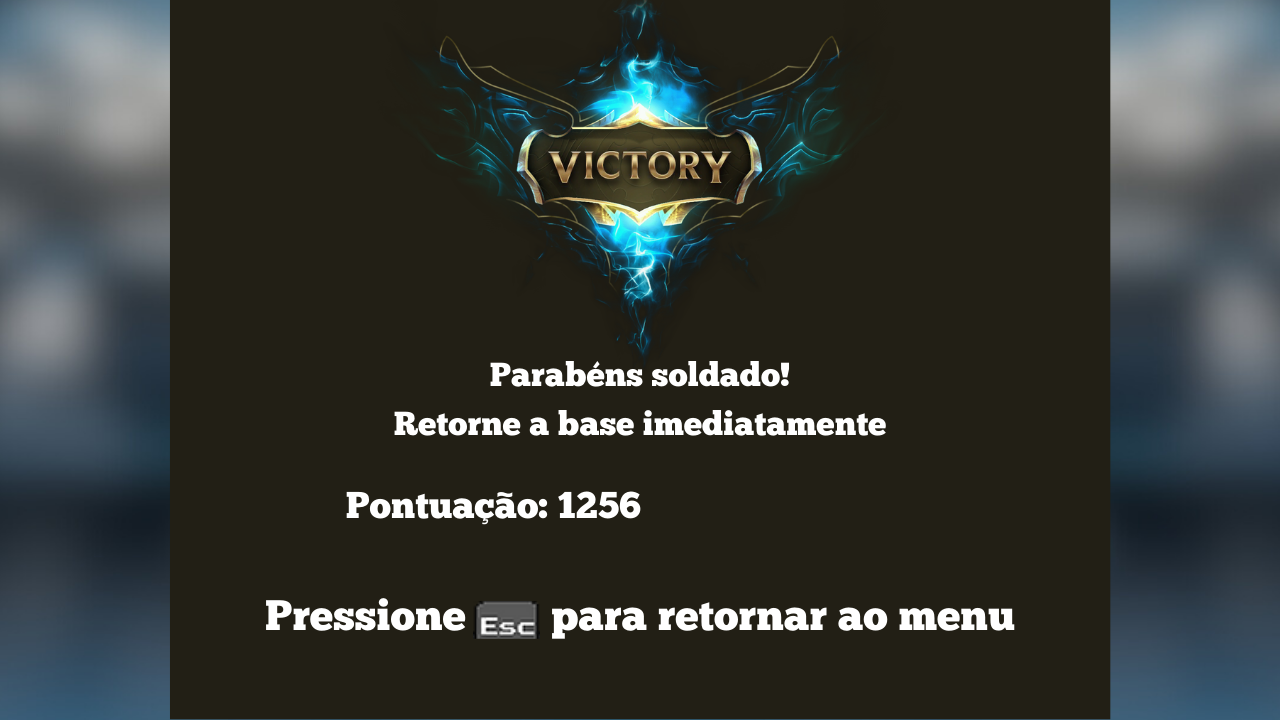 VICTORY
Parabéns soldado!
Retorne a base imediatamente
Pontuação: 1256
Pressione Esc para retornar ao menu